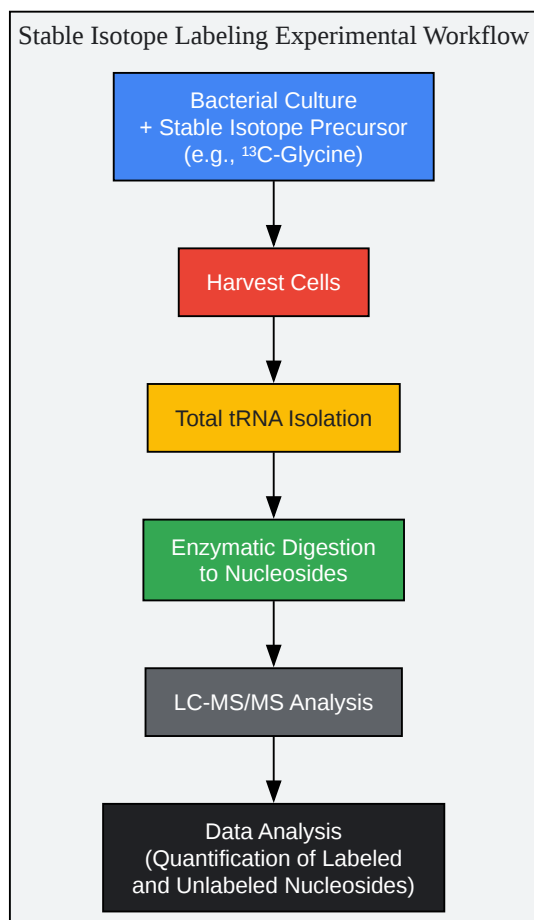 Stable Isotope Labeling Experimental Workflow
Bacterial Culture
+ Stable Isotope Precursor
(e.g., ¹³C-Glycine)
Harvest Cells
Total tRNA Isolation
Enzymatic Digestion
to Nucleosides
LC-MS/MS Analysis
Data Analysis
(Quantification of Labeled
and Unlabeled Nucleosides)